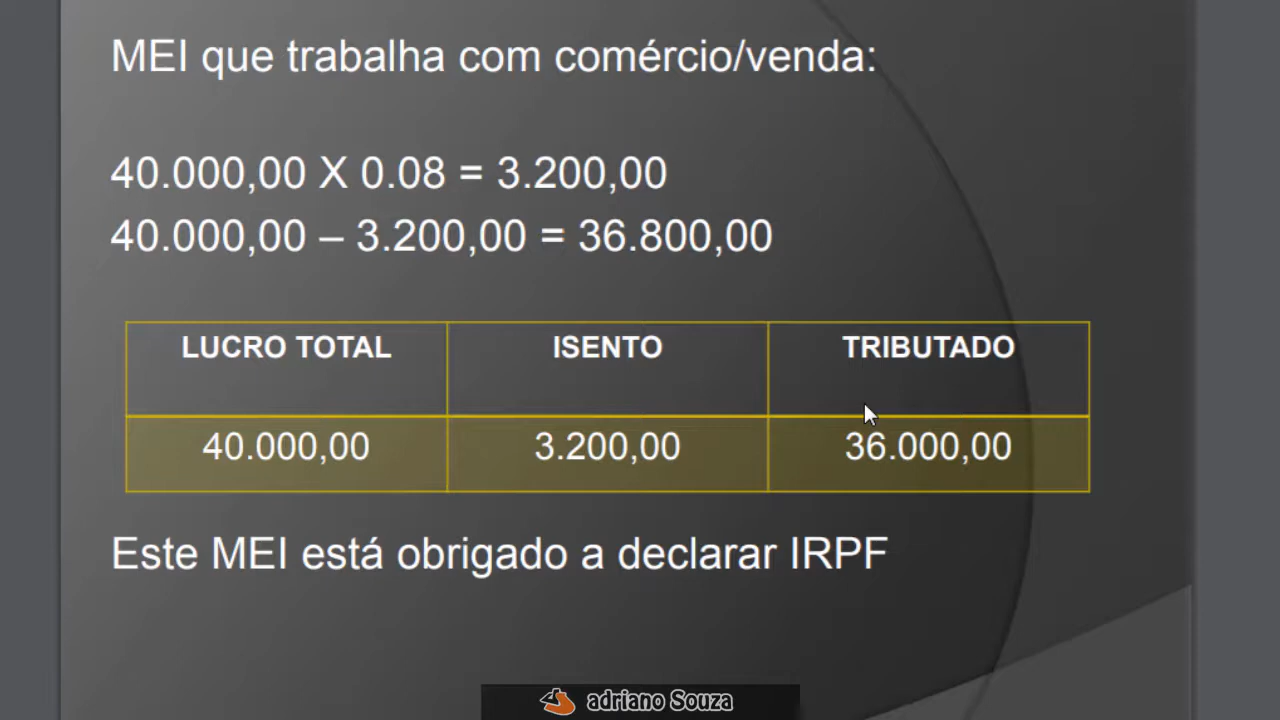 MEI que trabalha com comércio/venda:
40.000,00 X 0.08 = 3.200,00
40.000,00 – 3.200,00 = 36.800,00
LUCRO TOTAL ISENTO TRIBUTADO
40.000,00 3.200,00 36.000,00
Este MEI está obrigado a declarar IRPF
adriano Souza